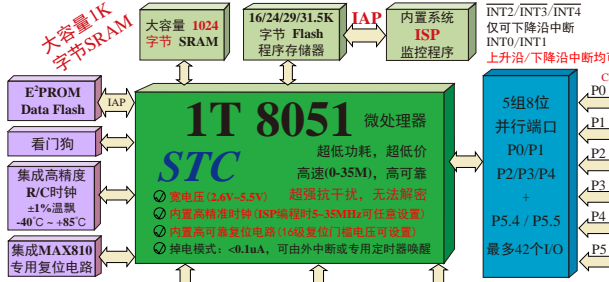 大容量1K
字节SRAM
大容量 1024
字节 SRAM
16/24/29/31.5K
字节 Flash
程序存储器
IAP
内置系统
ISP
监控程序
INT2/INT3/INT4
仅可下降沿中断
INT0/INT1
上升沿/下降沿中断均可
E²PROM
Data Flash
IAP
看门狗
集成高精度
R/C时钟
±1%温飘
-40℃~+85℃
集成MAX810
专用复位电路
1T 8051 微处理器
STC
超低功耗，超低价
高速(0-35M)，高可靠
宽电压(2.6V~5.5V) 超强抗干扰，无法解密
内置高精准时钟(ISP编程时5~35MHz可任意设置)
内置高可靠复位电路(16级复位门槛电压可设置)
掉电模式：<0.1uA，可由外中断或专用定时器唤醒
5组8位
并行端口
P0/P1
P2/P3/P4
+
P5.4 / P5.5
最多42个I/O
C
P0
P1
P2
P3
P4
P5